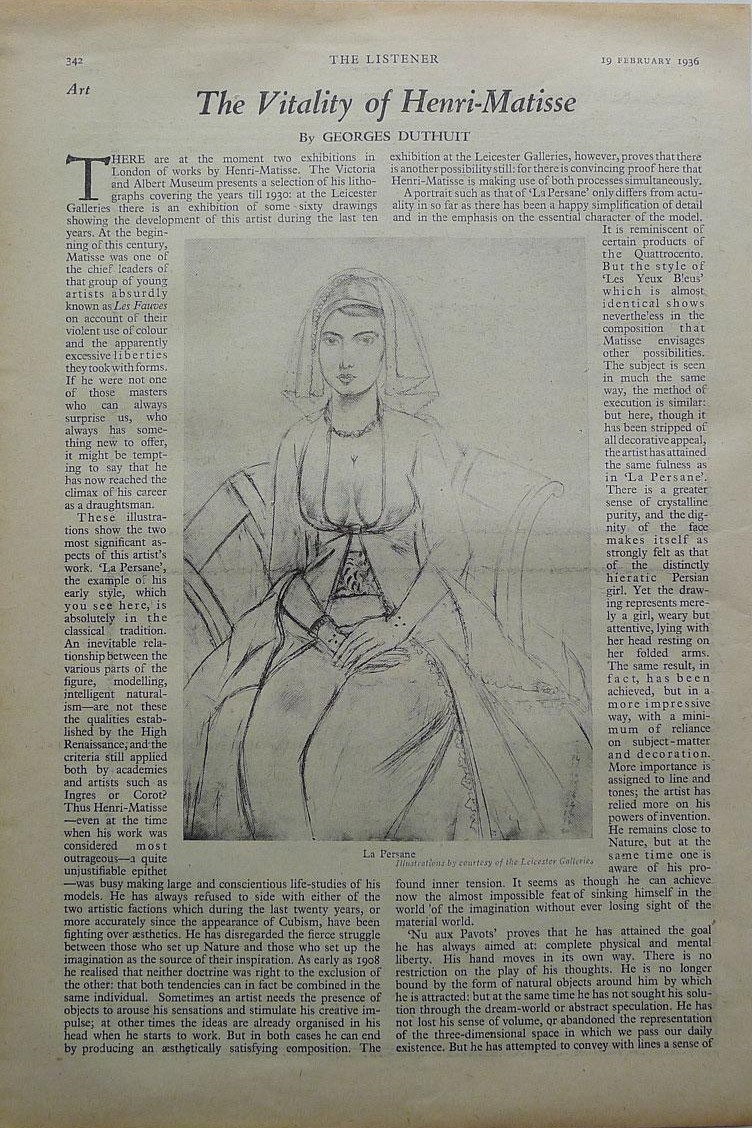 342
THE LISTENER
19 FEBRUARY 1936
Art
The Vitality of Henri-Matisse
By GEORGES DUTHUIT
THERE are at the moment two exhibitions in
London of works by Henri-Matisse. The Victoria
and Albert Museum presents a selection of his litho-
graphs covering the years till 1930: at the Leicester
Galleries there is an exhibition of some sixty drawings
showing the development of this artist during the last ten
years. At the begin-
ning of this century,
Matisse was one of
the chief leaders of
that group of young
artists absurdly
known as Les Fauves
on account of their
violent use of colour
and the apparently
excessive liberties
they took with forms.
If he were not one
of those masters
who can always
surprise us, who
always has some-
thing new to offer,
it might be tempt-
ing to say that he
has now reached the
climax of his career
as a draughtsman.
These illustra-
tions show the two
most significant as-
pects of this artist's
work. 'La Persane',
the example of his
early style, which
you see here, is
absolutely in the
classical tradition.
An inevitable rela-
tionship between the
various parts of the
figure, modelling,
intelligent natural-
ism—are not these
the qualities estab-
lished by the High
Renaissance, and the
criteria still applied
both by academies
and artists such as
Ingres or Corot?
Thus Henri-Matisse
—even at the time
when his work was
considered most
outrageous—a quite
unjustifiable epithet
—was busy making large and conscientious life-studies of his
models. He has always refused to side with either of the
two artistic factions which during the last twenty years, or
more accurately since the appearance of Cubism, have been
fighting over æsthetics. He has disregarded the fierce struggle
between those who set up Nature and those who set up the
imagination as the source of their inspiration. As early as 1908
he realised that neither doctrine was right to the exclusion of
the other: that both tendencies can in fact be combined in the
same individual. Sometimes an artist needs the presence of
objects to arouse his sensations and stimulate his creative im-
pulse; at other times the ideas are already organised in his
head when he starts to work. But in both cases he can end
by producing an æsthetically satisfying composition. The
exhibition at the Leicester Galleries, however, proves that there
is another possibility still: for there is convincing proof here that
Henri-Matisse is making use of both processes simultaneously.
A portrait such as that of 'La Persane' only differs from actu-
ality in so far as there has been a happy simplification of detail
and in the emphasis on the essential character of the model.
It is reminiscent of
certain products of
the Quattrocento.
But the style of
'Les Yeux Bleus'
which is almost
identical shows
nevertheless in the
composition that
Matisse envisages
other possibilities.
The subject is seen
in much the same
way, the method of
execution is similar:
but here, though it
has been stripped of
all decorative appeal,
the artist has attained
the same fulness as
in 'La Persane'.
There is a greater
sense of crystalline
purity, and the dig-
nity of the face
makes itself as
strongly felt as that
of the distinctly
hieratic Persian
girl. Yet the draw-
ing represents mere-
ly a girl, weary but
attentive, lying with
her head resting on
her folded arms.
The same result, in
fact, has been
achieved, but in a
more impressive
way, with a mini-
mum of reliance
on subject-matter
and decoration.
More importance is
assigned to line and
tones; the artist has
relied more on his
powers of invention.
He remains close to
Nature, but at the
same time one is
aware of his pro-
found inner tension. It seems as though he can achieve
now the almost impossible feat of sinking himself in the
world of the imagination without ever losing sight of the
material world.
'Nu aux Pavots' proves that he has attained the goal
he has always aimed at: complete physical and mental
liberty. His hand moves in its own way. There is no
restriction on the play of his thoughts. He is no longer
bound by the form of natural objects around him by which
he is attracted: but at the same time he has not sought his solu-
tion through the dream-world or abstract speculation. He has
not lost his sense of volume, or abandoned the representation
of the three-dimensional space in which we pass our daily
existence. But he has attempted to convey with lines a sense of
La Persane
Illustrations by courtesy of the Leicester Galleries